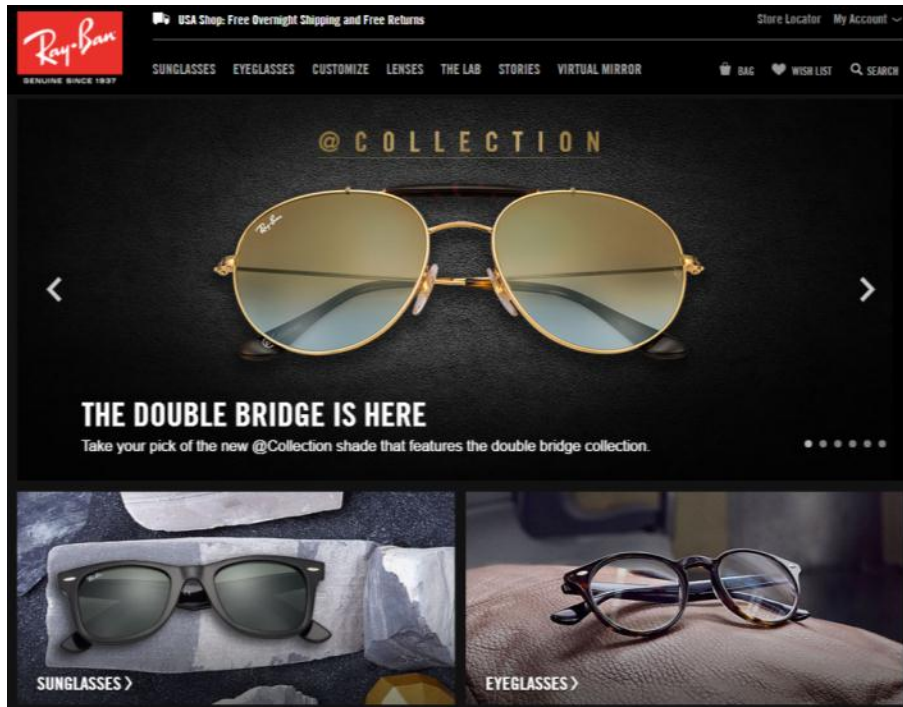 Ray-Ban
GENUINE SINCE 1937
USA Shop: Free Overnight Shipping and Free Returns
Store Locator My Account
SUNGLASSES EYEGLASSES CUSTOMIZE LENSES THE LAB STORIES VIRTUAL MIRROR
BAG WISH LIST SEARCH
@COLLECTION
Ray-Ban
THE DOUBLE BRIDGE IS HERE
Take your pick of the new @Collection shade that features the double bridge collection.
SUNGLASSES
EYEGLASSES